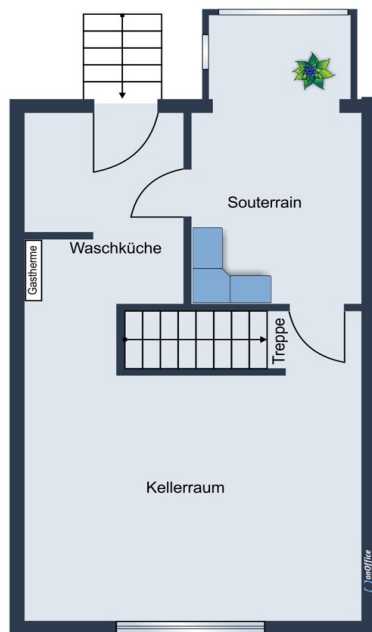 Souterrain
Waschküche
Gastherme
Treppe
Kellerraum
onOffice